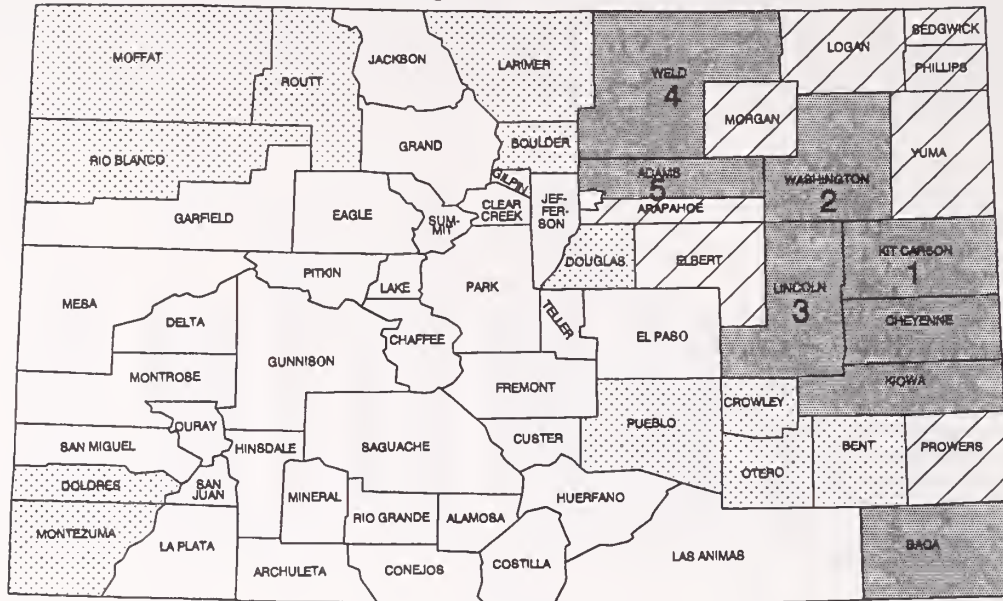 MOFFAT
ROUTT
JACKSON
LARIMER
WELD
4
LOGAN
SEDGWICK
PHILLIPS
MORGAN
YUMA
RIO BLANCO
GRAND
BOULDER
GILPIN
ADAMS
5
WASHINGTON
2
GARFIELD
EAGLE
SUM-
MIT
CLEAR
CREEK
JEF-
FER-
SON
ARAPAHOE
DOUGLAS
ELBERT
LINCOLN
3
KIT CARSON
1
CHEYENNE
MESA
PITKIN
LAKE
PARK
TELLER
EL PASO
DELTA
GUNNISON
CHAFFEE
MONTROSE
FREMONT
KIOWA
CROWLEY
OURAY
SAN MIGUEL
HINSDALE
SAGUACHE
CUSTER
PUEBLO
OTERO
BENT
PROWERS
DOLORES
SAN
JUAN
MINERAL
RIO GRANDE
ALAMOSA
HUERFANO
MONTEZUMA
LA PLATA
ARCHULETA
CONEJOS
COSTILLA
LAS ANIMAS
BACA